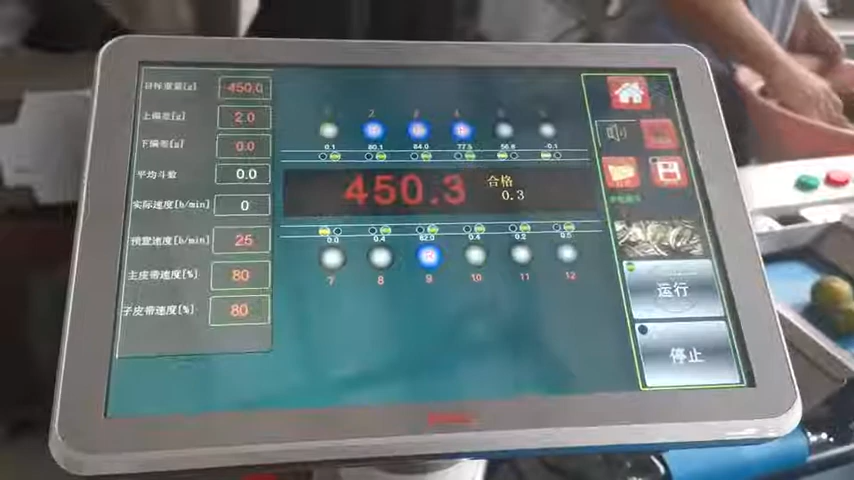 目标重量[g] 450.0
上偏差[g] 2.0
下偏差[g] 0.0
平均斗数 0.0
实际速度[b/min] 0
预置速度[b/min] 25
主皮带速度[%] 80
子皮带速度[%] 80
1 2 3 4 5 6
0.1 80.1 84.0 77.5 56.8 -0.1
450.3 合格
0.3
0.0 0.4 82.0 0.4 0.2 0.5
7 8 9 10 11 12
运行
停止